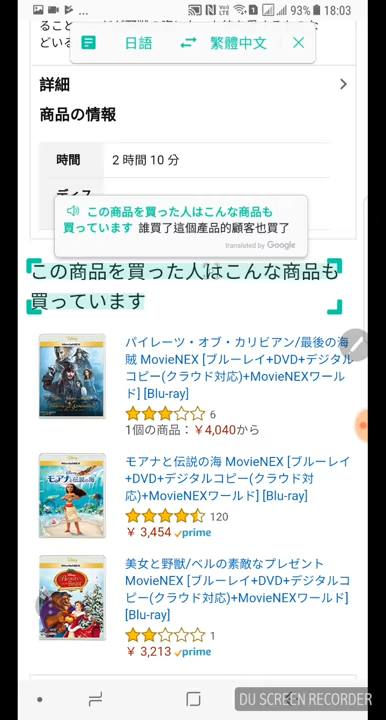 93% 18:03
どいる
日語 繁體中文
詳細
商品の情報
時間 2 時間 10 分
この商品を買った人はこんな商品も
買っています 誰買了這個產品的顧客也買了
translated by Google
この商品を買った人はこんな商品も
買っています
パイレーツ・オブ・カリビアン/最後の海
賊 MovieNEX [ブルーレイ+DVD+デジタル
コピー(クラウド対応)+MovieNEXワール
ド] [Blu-ray]
6
1個の商品：￥4,040から
モアナと伝説の海 MovieNEX [ブルーレイ
+DVD+デジタルコピー(クラウド対
応)+MovieNEXワールド] [Blu-ray]
120
￥ 3,454 prime
美女と野獣/ベルの素敵なプレゼント
MovieNEX [ブルーレイ+DVD+デジタルコ
ピー(クラウド対応)+MovieNEXワールド]
[Blu-ray]
1
￥ 3,213 prime
DU SCREEN RECORDER